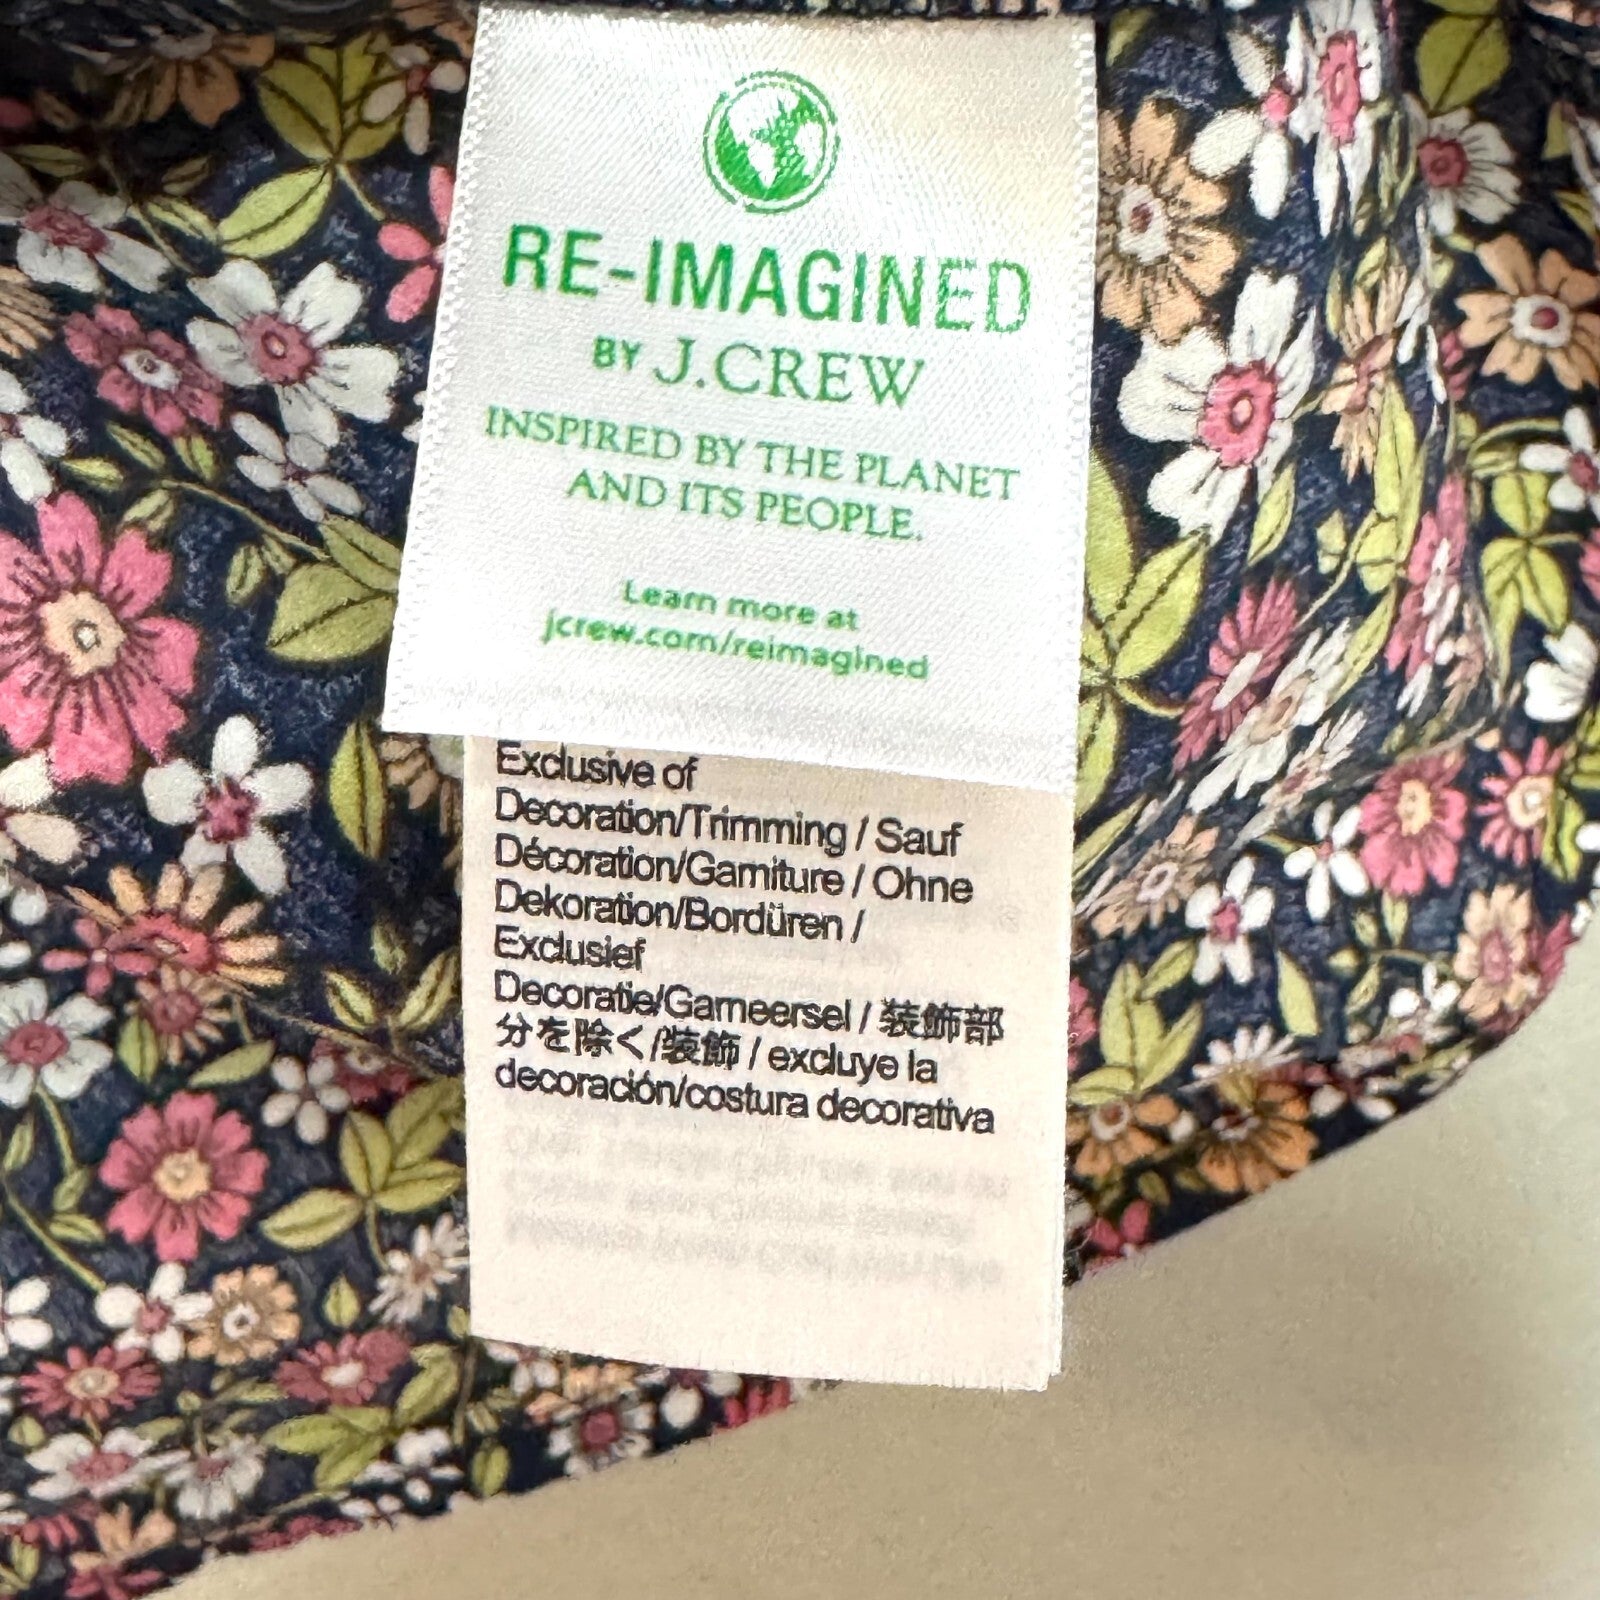 RE-IMAGINED
BY J.CREW
INSPIRED BY THE PLANET
AND ITS PEOPLE.
Learn more at
jcrew.com/reimagined
Exclusive of
Decoration/Trimming / Sauf
Décoration/Garniture / Ohne
Dekoration/Bordüren /
Exclusief
Decoratie/Garneersel / 装飾部
分を除く/装飾 / excluye la
decoración/costura decorativa